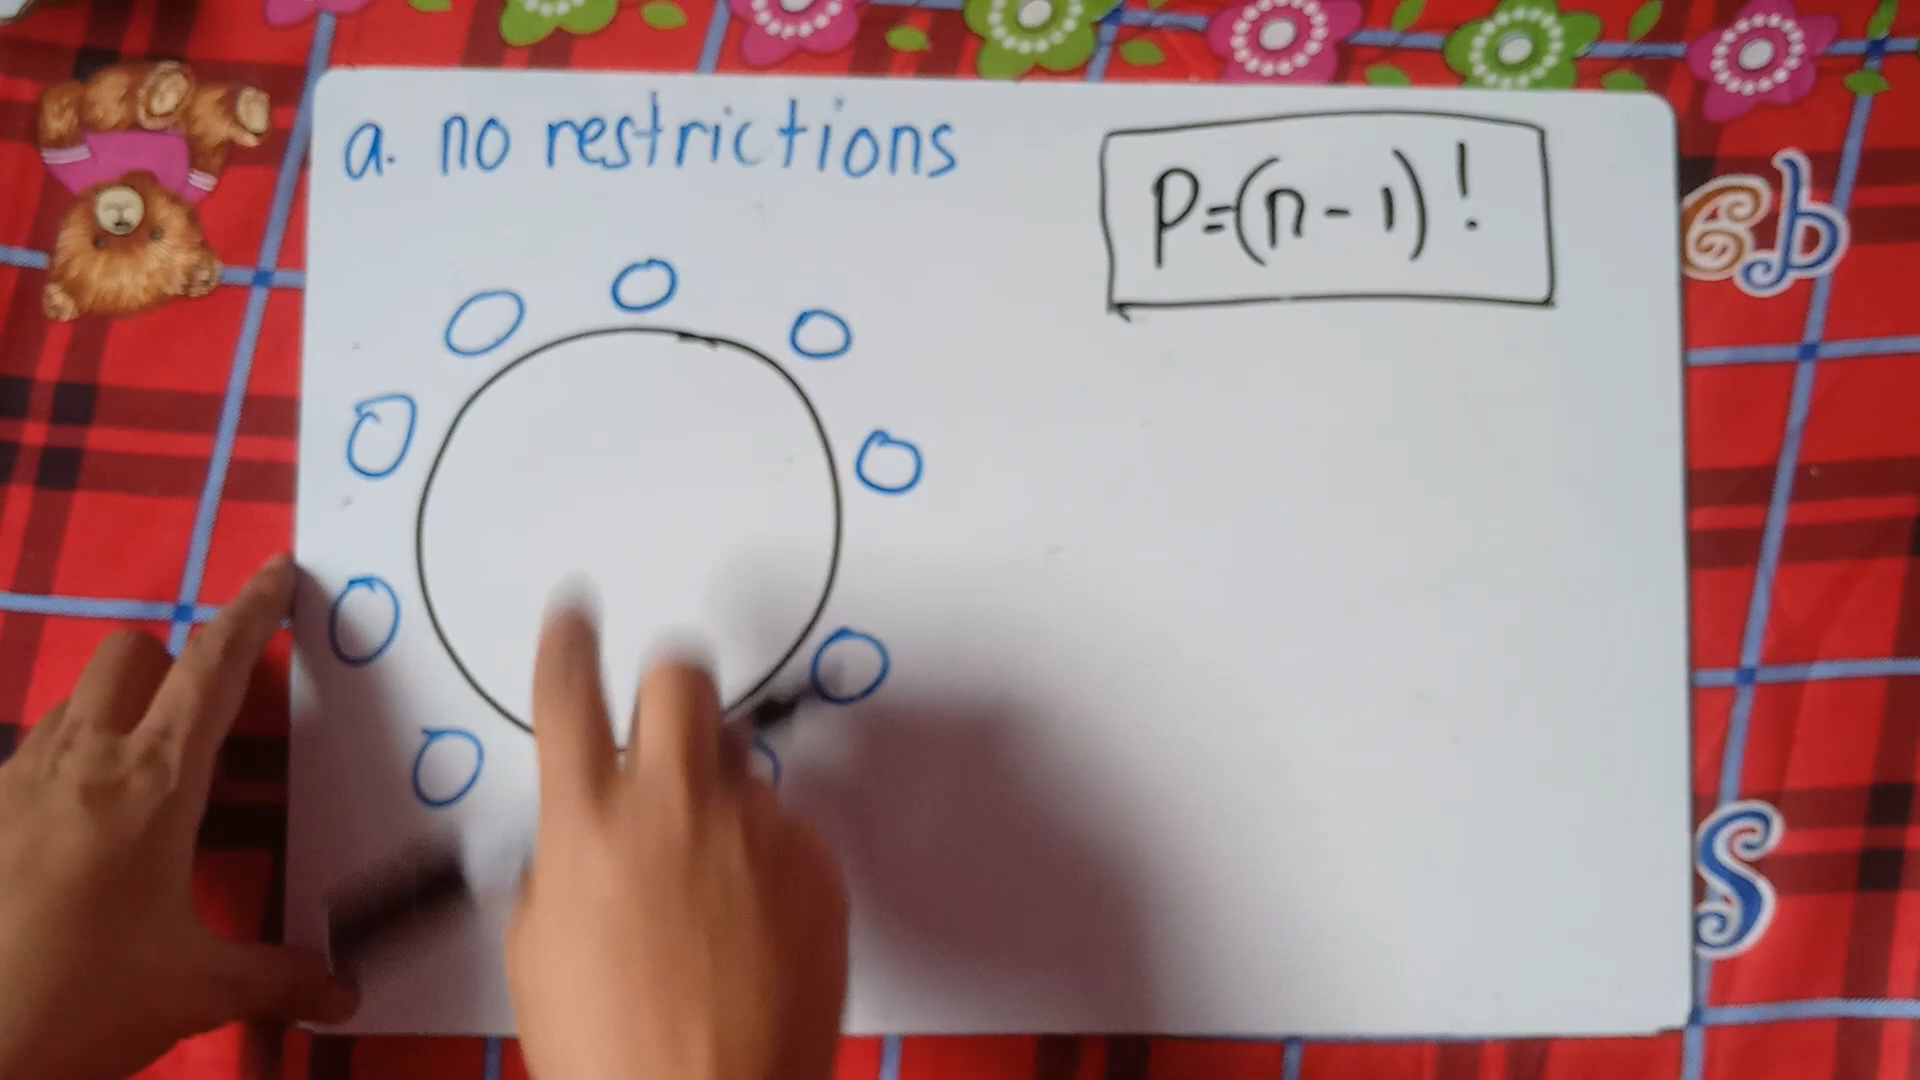 a. no restrictions
P=(n-1)!